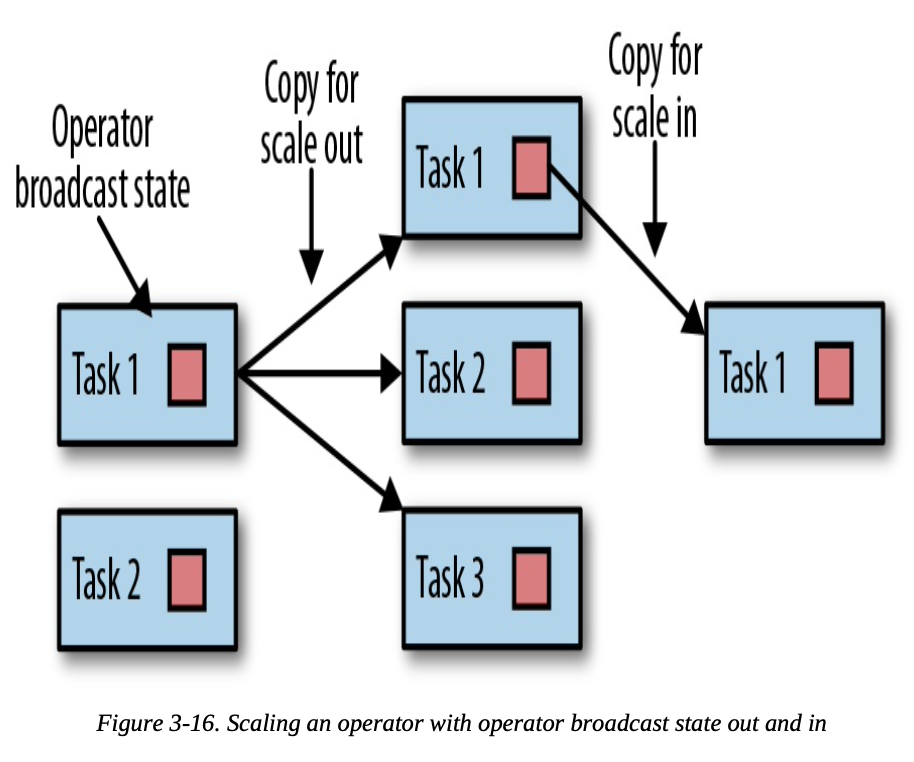 Operator
broadcast state
Copy for
scale out
Copy for
scale in
Task 1
Task 2
Task 1
Task 2
Task 3
Task 1
Figure 3-16. Scaling an operator with operator broadcast state out and in